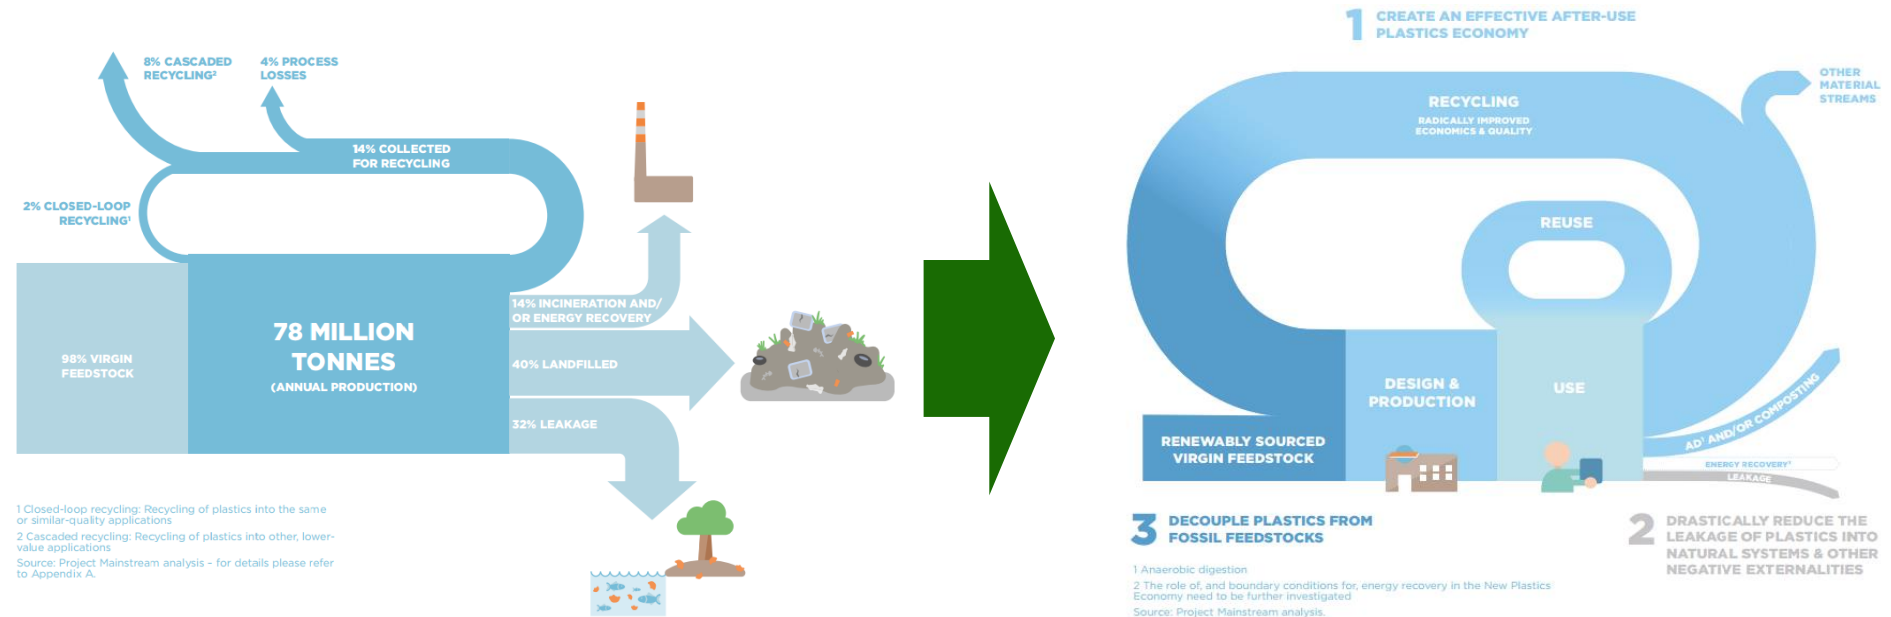 8% CASCADED
RECYCLING²
4% PROCESS
LOSSES
14% COLLECTED
FOR RECYCLING
2% CLOSED-LOOP
RECYCLING¹
98% VIRGIN
FEEDSTOCK
78 MILLION
TONNES
(ANNUAL PRODUCTION)
14% INCINERATION AND/
OR ENERGY RECOVERY
40% LANDFILLED
32% LEAKAGE
1 Closed-loop recycling: Recycling of plastics into the same
or similar-quality applications
2 Cascaded recycling: Recycling of plastics into other, lower-
value applications
Source: Project Mainstream analysis – for details please refer
to Appendix A.
1 CREATE AN EFFECTIVE AFTER-USE
PLASTICS ECONOMY
OTHER
MATERIAL
STREAMS
RECYCLING
RADICALLY IMPROVED
ECONOMICS & QUALITY
REUSE
DESIGN &
PRODUCTION
USE
RENEWABLY SOURCED
VIRGIN FEEDSTOCK
AD¹ AND/OR COMPOSTING
ENERGY RECOVERY²
LEAKAGE
3 DECOUPLE PLASTICS FROM
FOSSIL FEEDSTOCKS
2 DRASTICALLY REDUCE THE
LEAKAGE OF PLASTICS INTO
NATURAL SYSTEMS & OTHER
NEGATIVE EXTERNALITIES
1 Anaerobic digestion
2 The role of, and boundary conditions for, energy recovery in the New Plastics
Economy need to be further investigated
Source: Project Mainstream analysis.